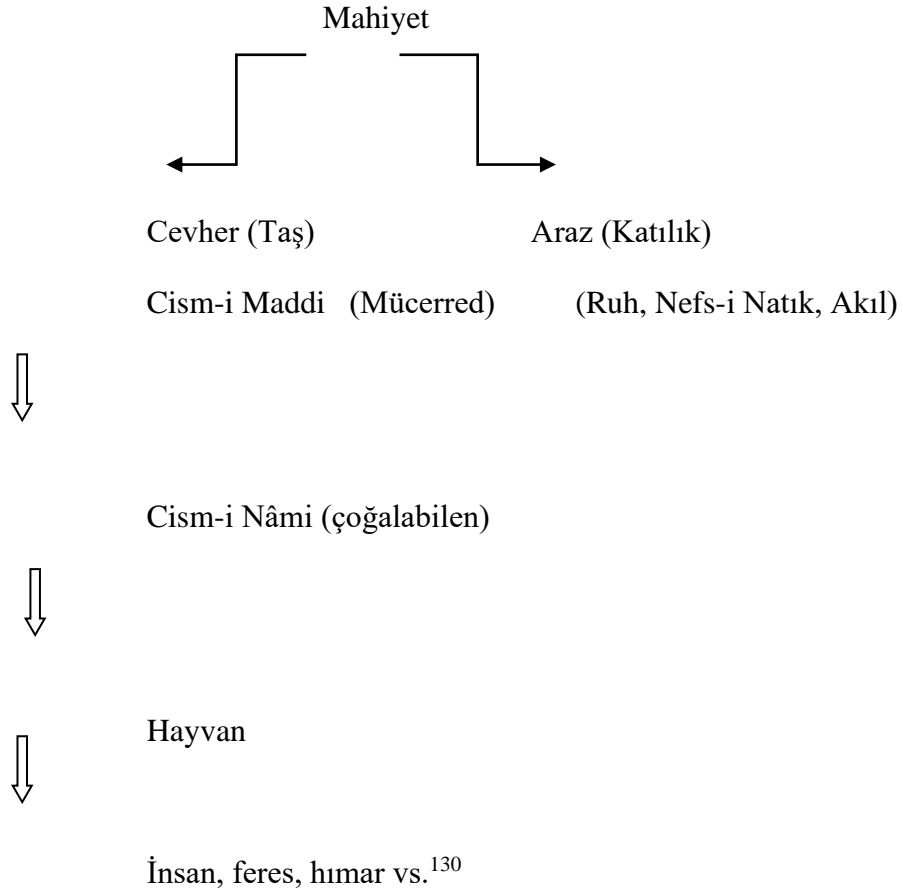 Mahiyet
Cevher (Taş) Araz (Katılık)
Cism-i Maddi (Mücerred) (Ruh, Nefs-i Natık, Akıl)
Cism-i Nâmi (çoğalabilen)
Hayvan
İnsan, feres, hımar vs.130